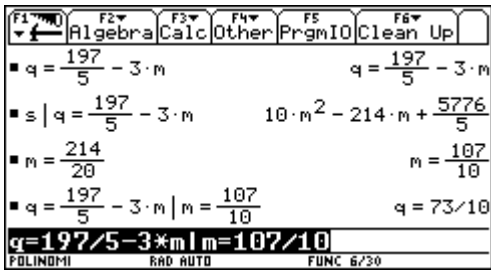 F1 F2 F3 F4 F5 F6
Algebra Calc Other PrgmIO Clean Up
q = 197/5 - 3·m q = 197/5 - 3·m
s | q = 197/5 - 3·m 10·m² - 214·m + 5776/5
m = 214/20 m = 107/10
q = 197/5 - 3·m | m = 107/10 q = 73/10
q=197/5-3*m|m=107/10
POLINOMI RAD AUTO FUNC 6/30